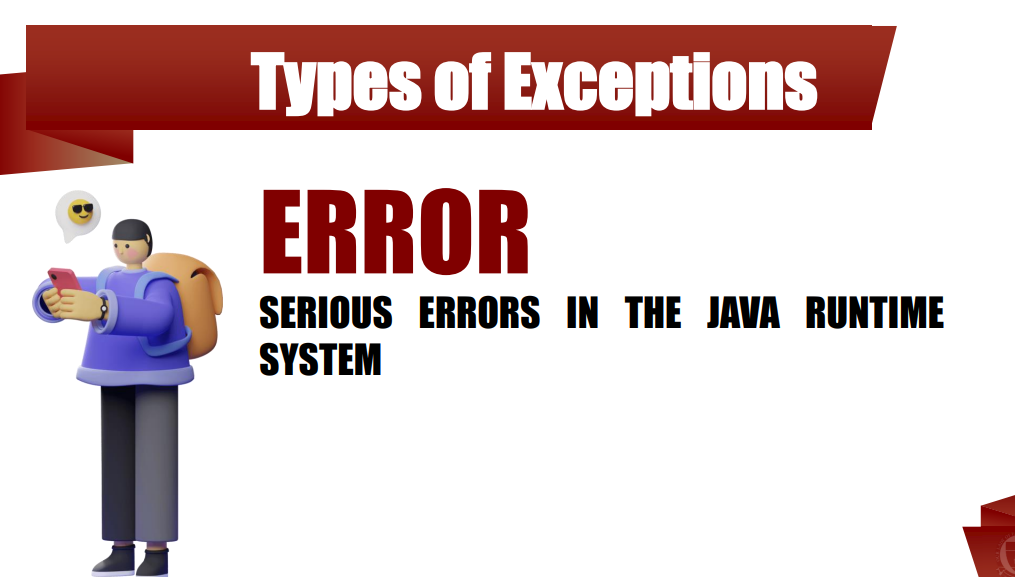 Types of Exceptions
ERROR
SERIOUS ERRORS IN THE JAVA RUNTIME
SYSTEM